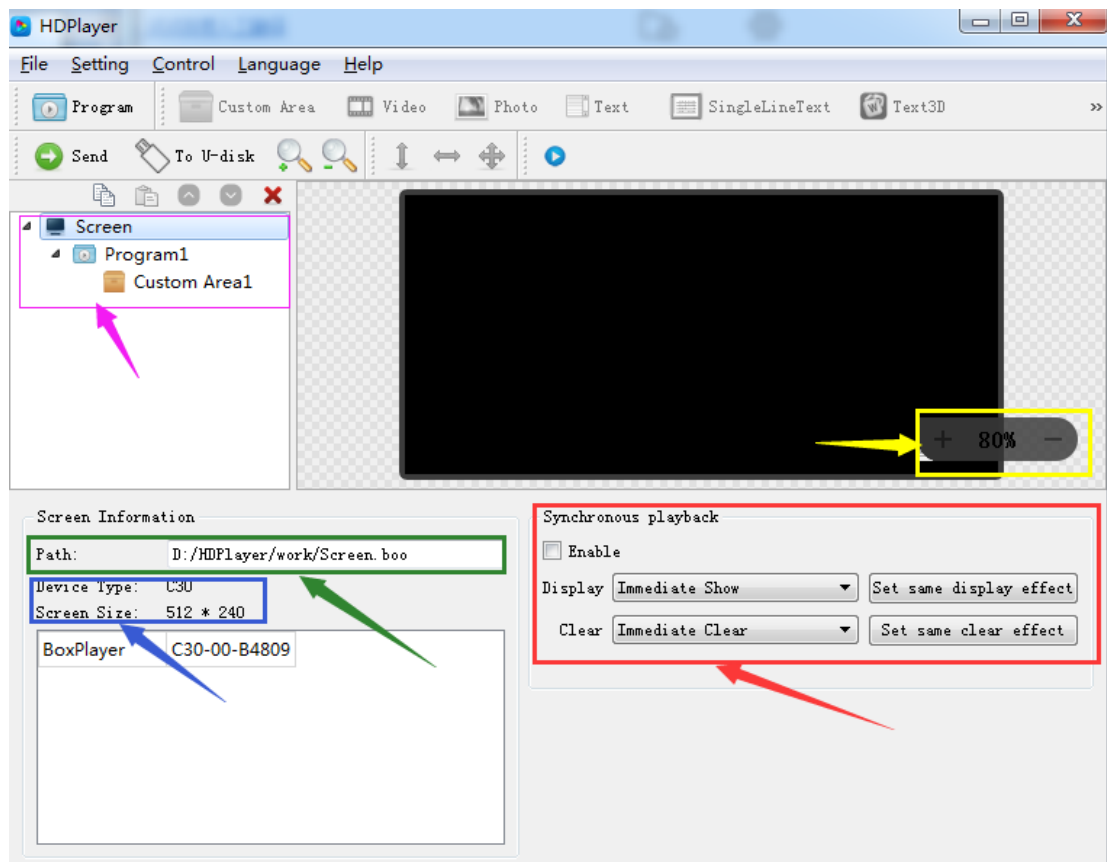 HDPlayer
File Setting Control Language Help
Program Custom Area Video Photo Text SingleLineText Text3D »
Send To U-disk
Screen
Program1
Custom Area1
+ 80% −
Screen Information
Path: D:/HDPlayer/work/Screen.boo
Device Type: C30
Screen Size: 512 * 240
BoxPlayer C30-00-B4809
Synchronous playback
Enable
Display Immediate Show Set same display effect
Clear Immediate Clear Set same clear effect